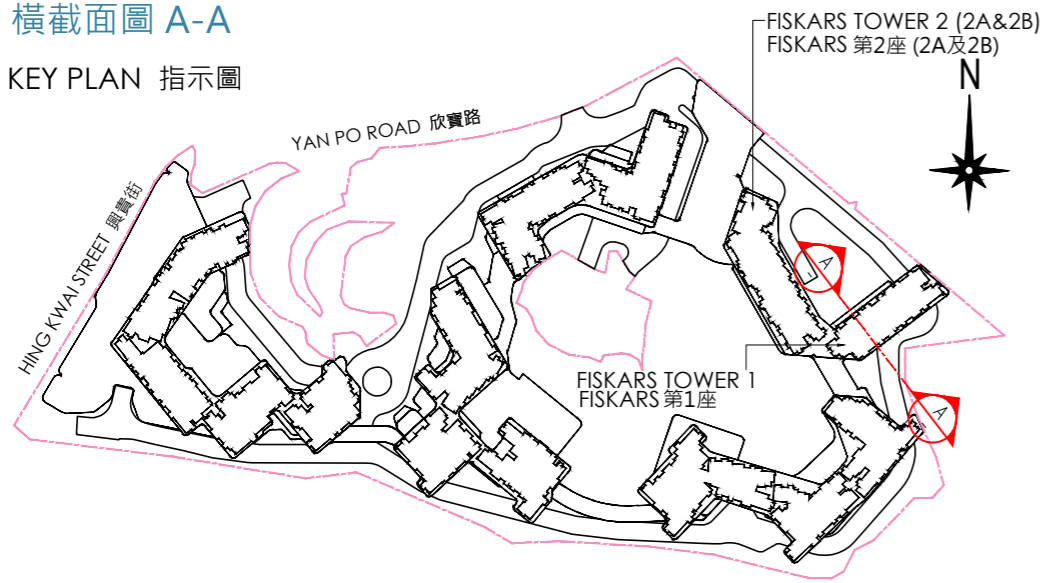 橫截面圖 A-A
KEY PLAN 指示圖
FISKARS TOWER 2 (2A&2B)
FISKARS 第2座 (2A及2B)
N
YAN PO ROAD 欣寶路
HING KWAI STREET 興貴街
A
FISKARS TOWER 1
FISKARS 第1座
A